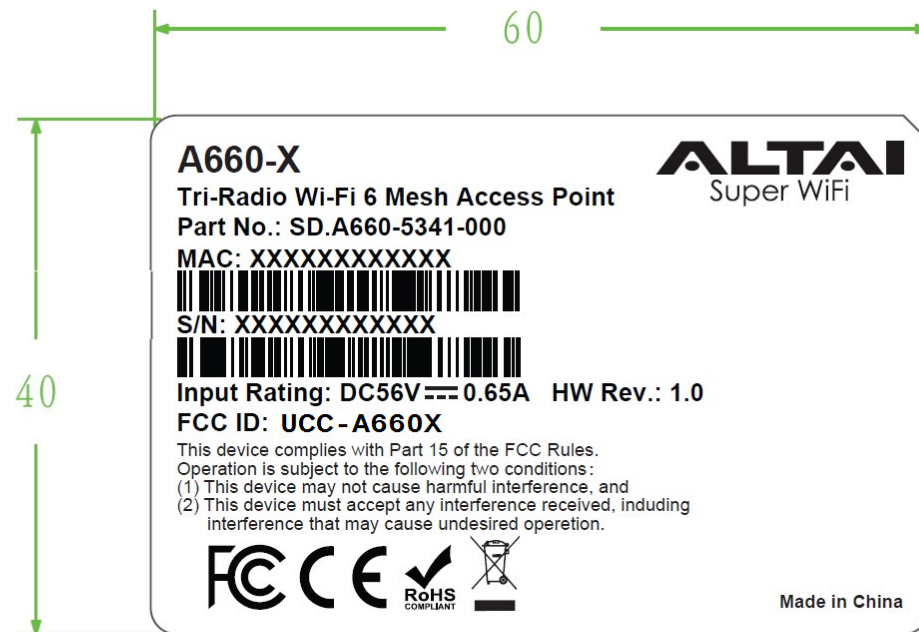 60
ALTAI
Super WiFi
A660-X
Tri-Radio Wi-Fi 6 Mesh Access Point
Part No.: SD.A660-5341-000
MAC: XXXXXXXXXXXX
S/N: XXXXXXXXXXXX
40
Input Rating: DC56V ⎓ 0.65A HW Rev.: 1.0
FCC ID: UCC-A660X
This device complies with Part 15 of the FCC Rules.
Operation is subject to the following two conditions:
(1) This device may not cause harmful interference, and
(2) This device must accept any interference received, induding
interference that may cause undesired operetion.
FC CE RoHS
COMPLIANT
Made in China